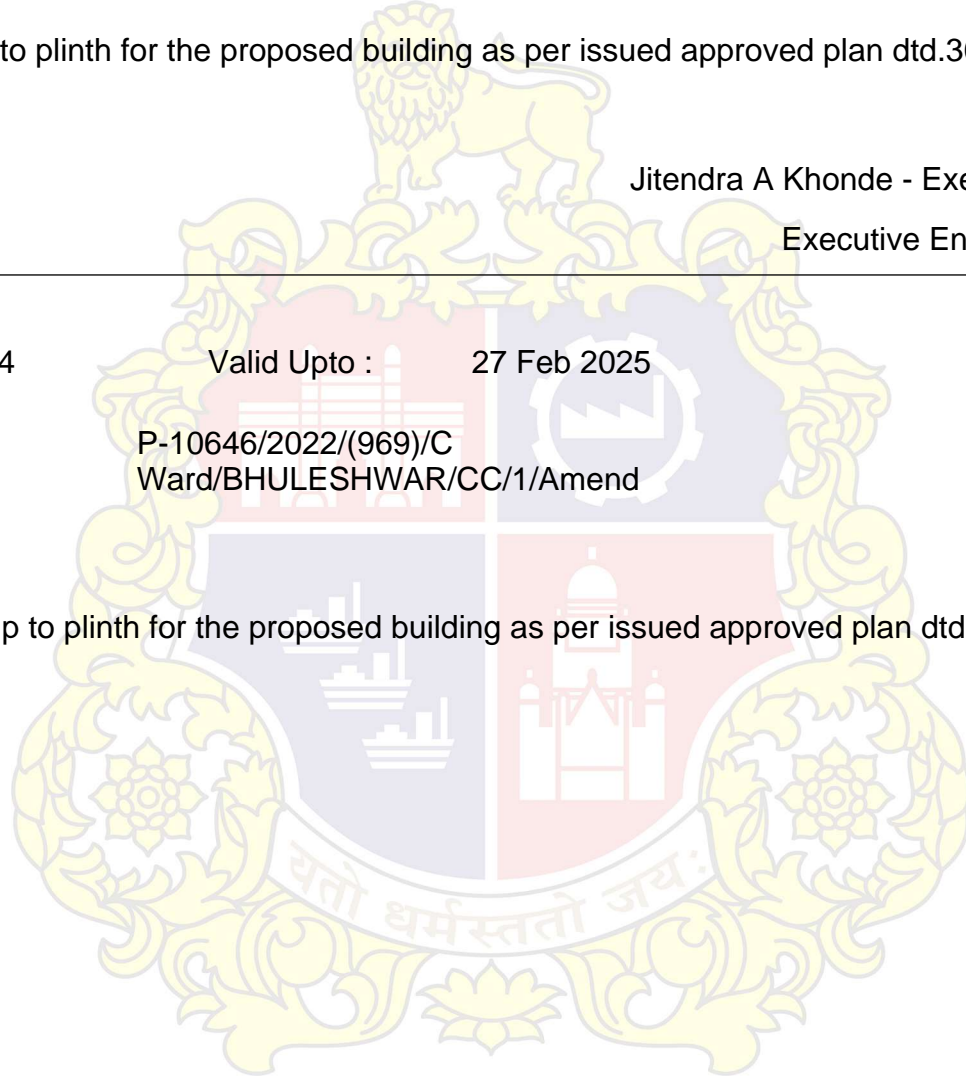 to plinth for the proposed building as per issued approved plan dtd.3
Jitendra A Khonde - Exe
Executive En
4 Valid Upto : 27 Feb 2025
P-10646/2022/(969)/C
Ward/BHULESHWAR/CC/1/Amend
p to plinth for the proposed building as per issued approved plan dtd
यतो धर्मस्ततो जय: